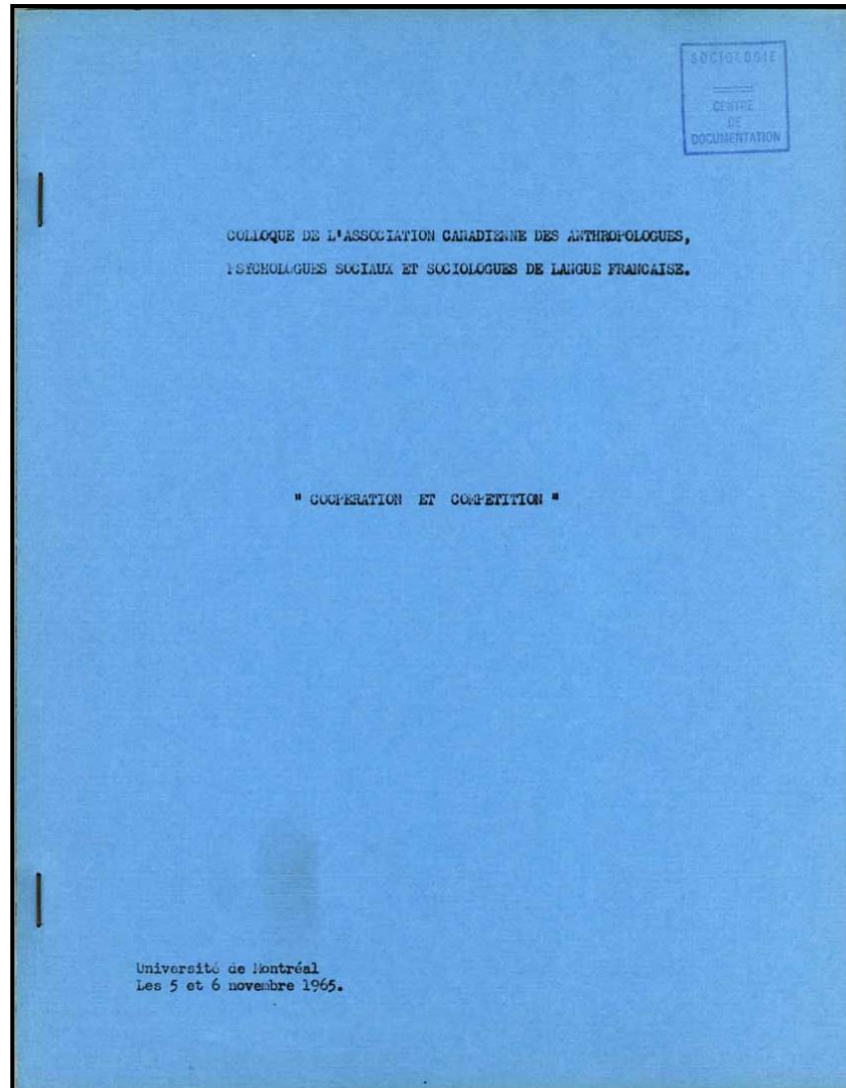 SOCIOLOGIE
CENTRE
DE
DOCUMENTATION
COLLOQUE DE L'ASSOCIATION CANADIENNE DES ANTHROPOLOGUES,
PSYCHOLOGUES SOCIAUX ET SOCIOLOGUES DE LANGUE FRANCAISE.
" COOPERATION ET COMPETITION "
Université de Montréal
Les 5 et 6 novembre 1965.